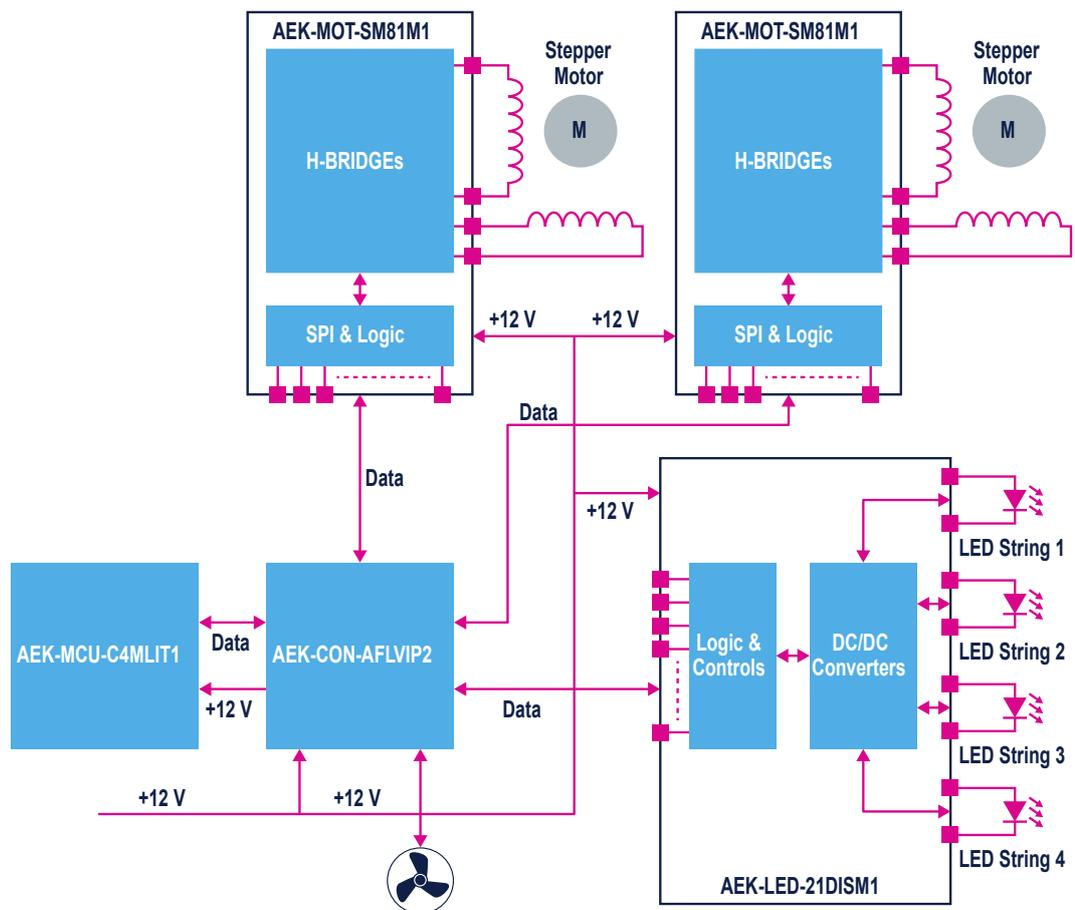 AEK-MOT-SM81M1
AEK-MOT-SM81M1
Stepper
Motor
M
Stepper
Motor
M
H-BRIDGEs
H-BRIDGEs
SPI & Logic
+12 V
+12 V
SPI & Logic
Data
Data
+12 V
LED String 1
AEK-MCU-C4MLIT1
Data
+12 V
AEK-CON-AFLVIP2
Data
Logic &
Controls
DC/DC
Converters
LED String 2
LED String 3
+12 V
+12 V
LED String 4
AEK-LED-21DISM1